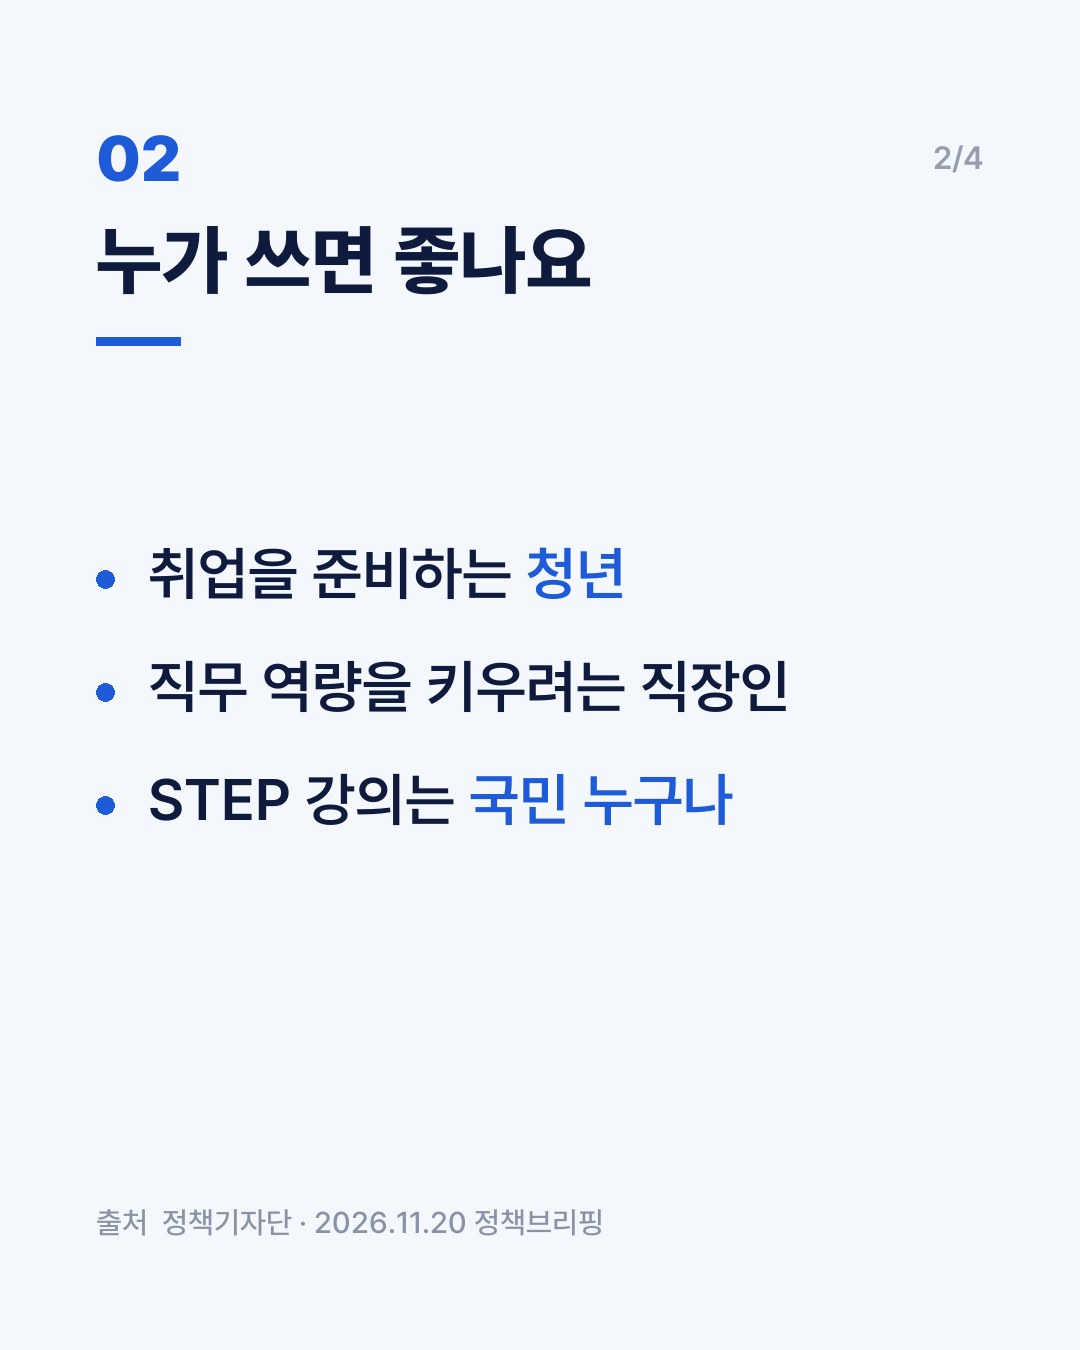 02
2/4
누가 쓰면 좋나요
• 취업을 준비하는 청년
• 직무 역량을 키우려는 직장인
• STEP 강의는 국민 누구나
출처 정책기자단 · 2026.11.20 정책브리핑